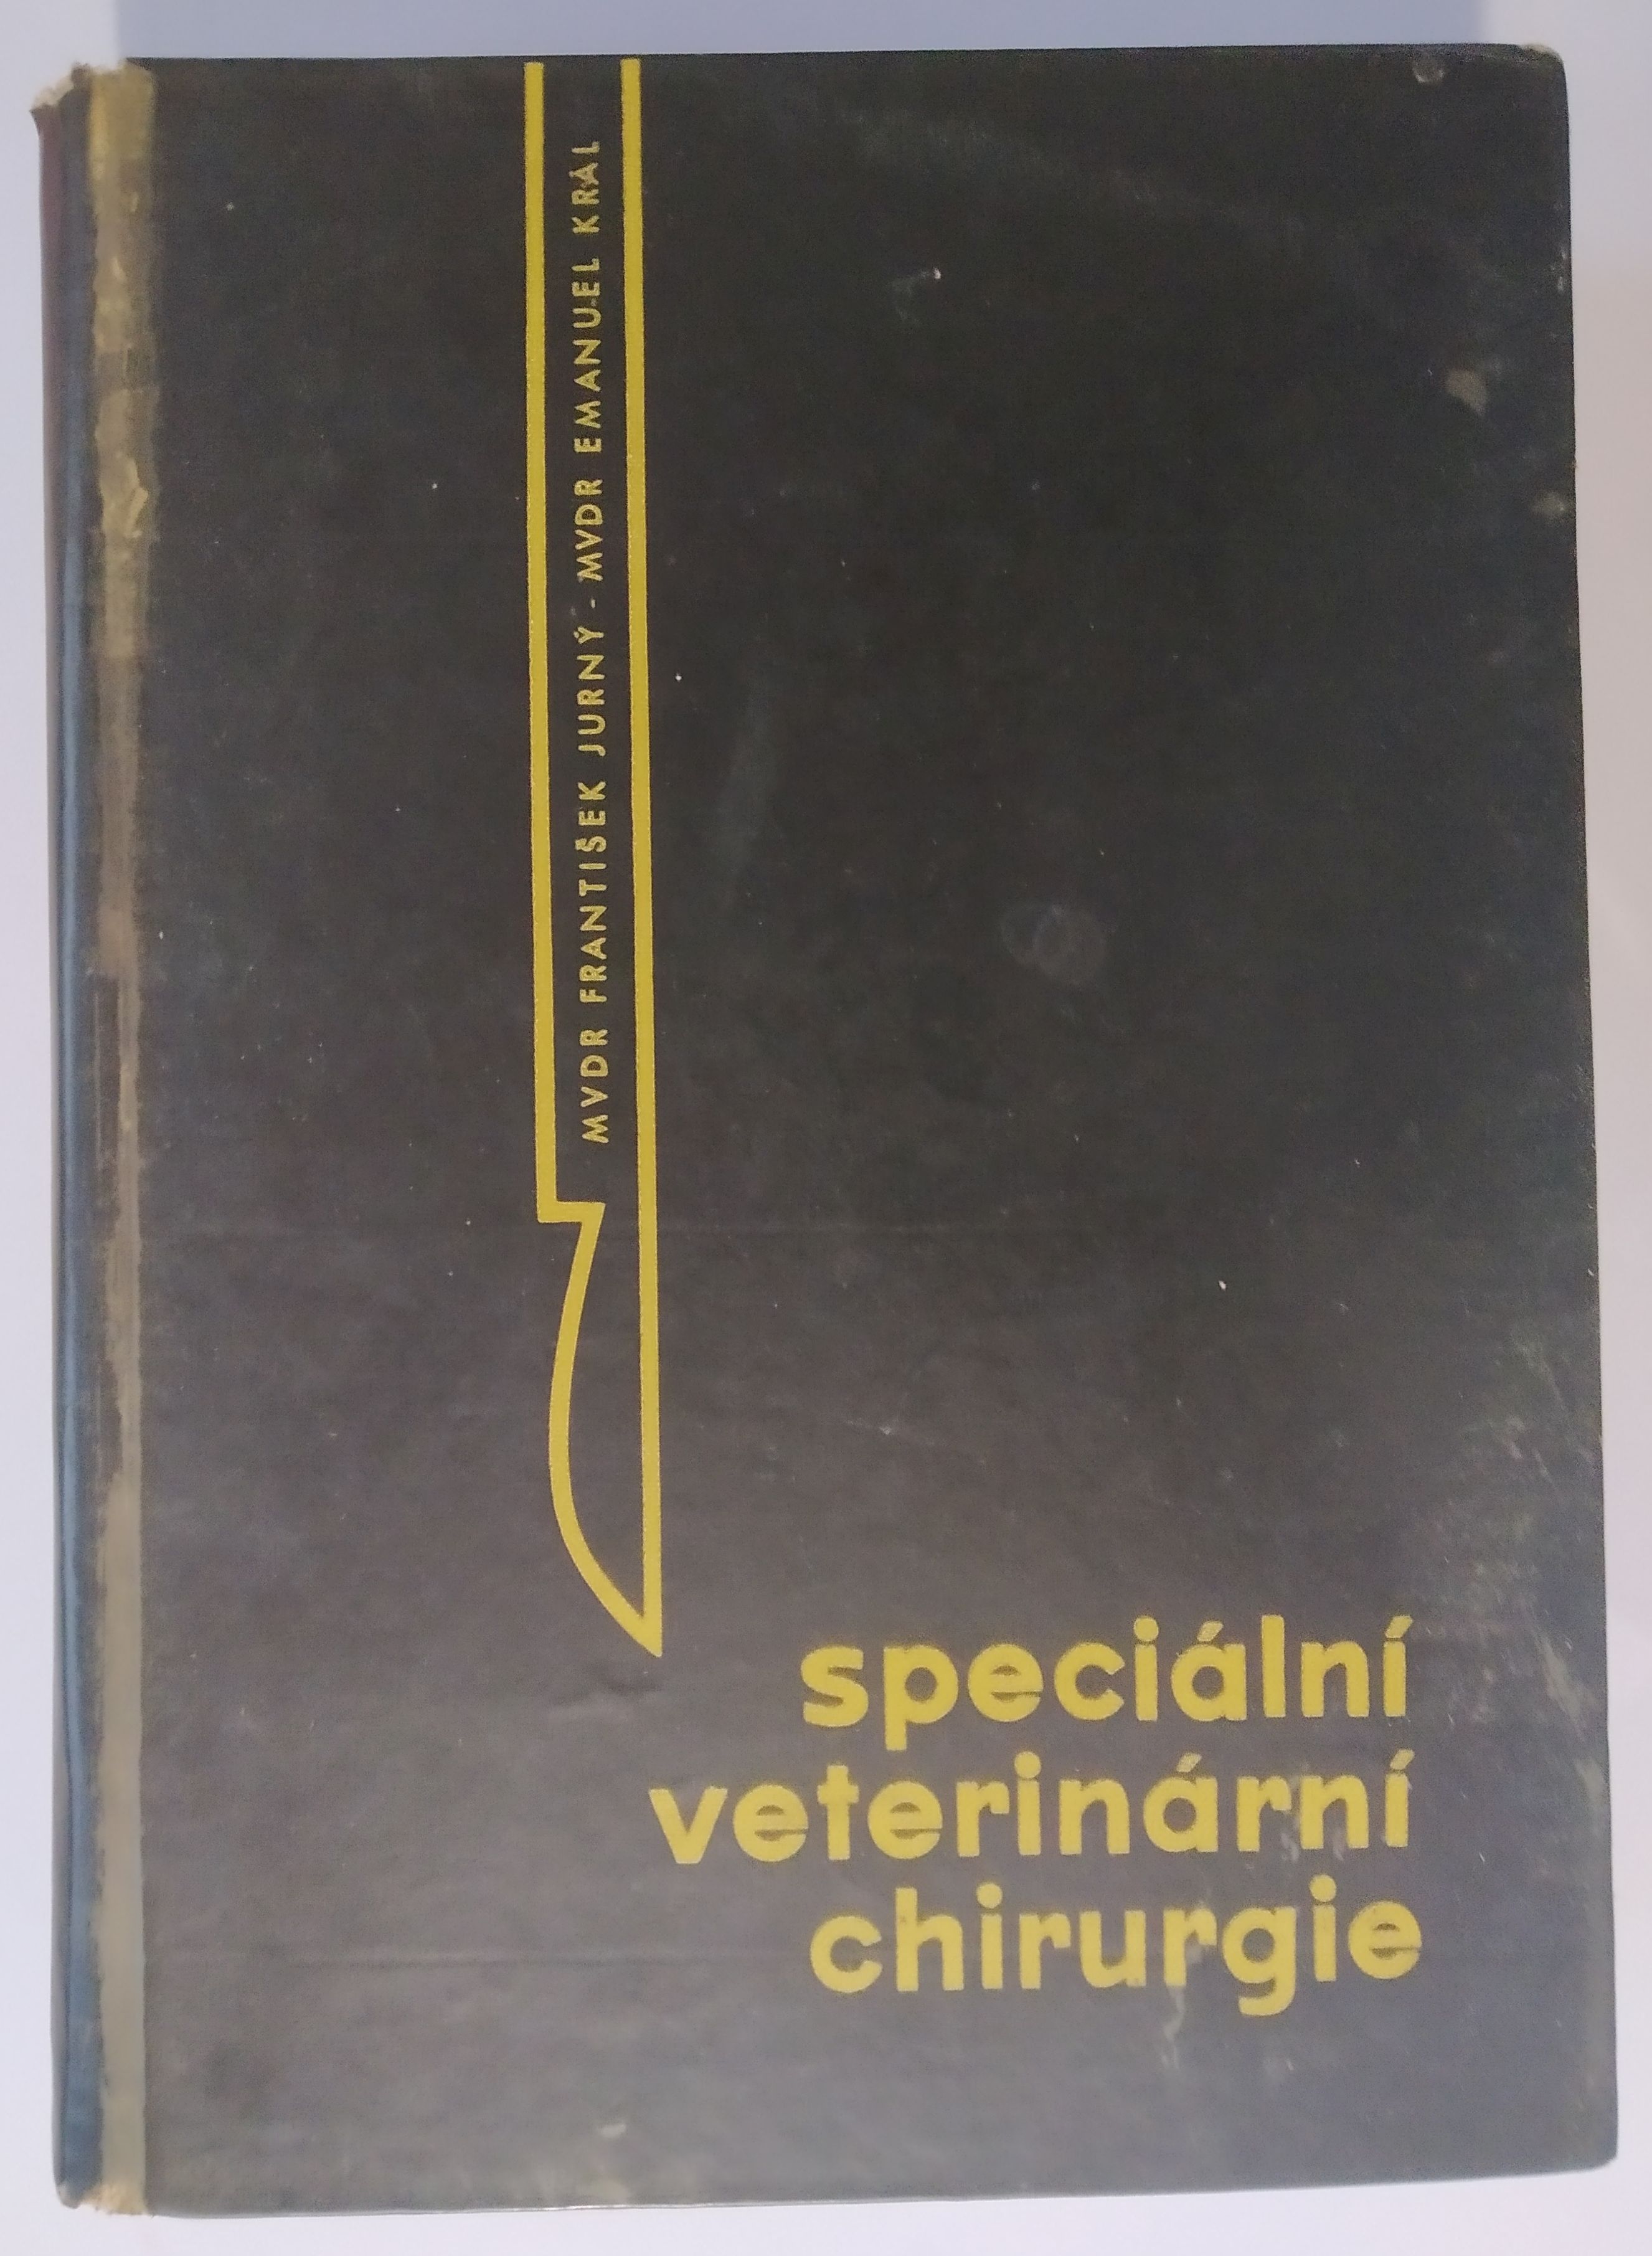 MVDR FRANTIŠEK JURNÝ - MVDR EMANUEL KRÁL
speciální
veterinární
chirurgie